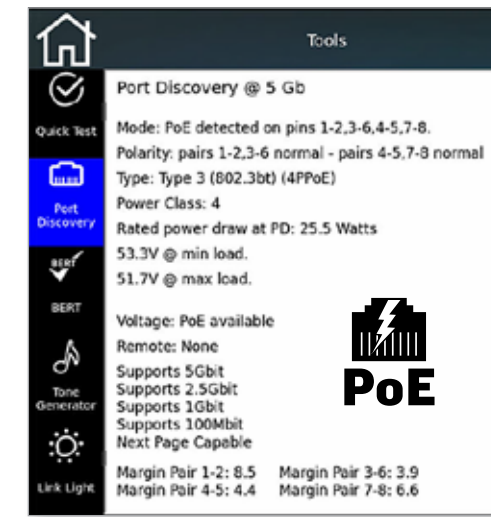 Tools
Quick Test
Port
Discovery
BERT
BERT
Tone
Generator
Link Light
Port Discovery @ 5 Gb
Mode: PoE detected on pins 1-2,3-6,4-5,7-8.
Polarity: pairs 1-2,3-6 normal - pairs 4-5,7-8 normal
Type: Type 3 (802.3bt) (4PPoE)
Power Class: 4
Rated power draw at PD: 25.5 Watts
53.3V @ min load.
51.7V @ max load.
Voltage: PoE available
Remote: None
Supports 5Gbit
Supports 2.5Gbit
Supports 1Gbit
Supports 100Mbit
Next Page Capable
PoE
Margin Pair 1-2: 8.5 Margin Pair 3-6: 3.9
Margin Pair 4-5: 4.4 Margin Pair 7-8: 6.6